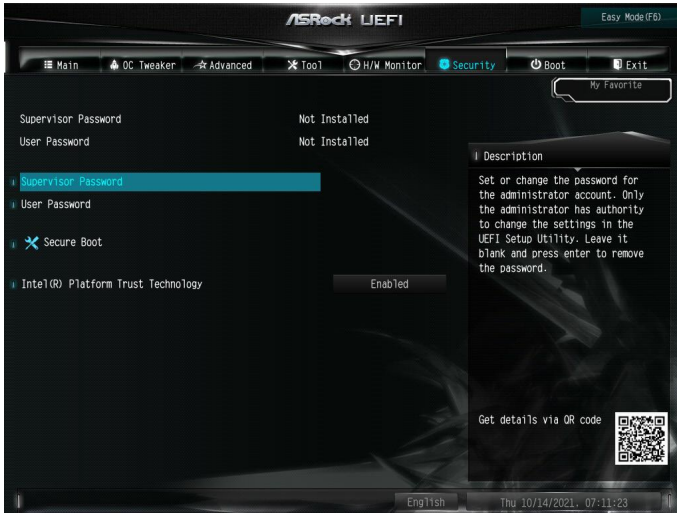 ASRock UEFI
Easy Mode(F6)
Main
OC Tweaker
Advanced
Tool
H/W Monitor
Security
Boot
Exit
My Favorite
Supervisor Password Not Installed
User Password Not Installed
Supervisor Password
User Password
Secure Boot
Intel(R) Platform Trust Technology Enabled
Description
Set or change the password for
the administrator account. Only
the administrator has authority
to change the settings in the
UEFI Setup Utility. Leave it
blank and press enter to remove
the password.
Get details via QR code
English
Thu 10/14/2021. 07:11:23